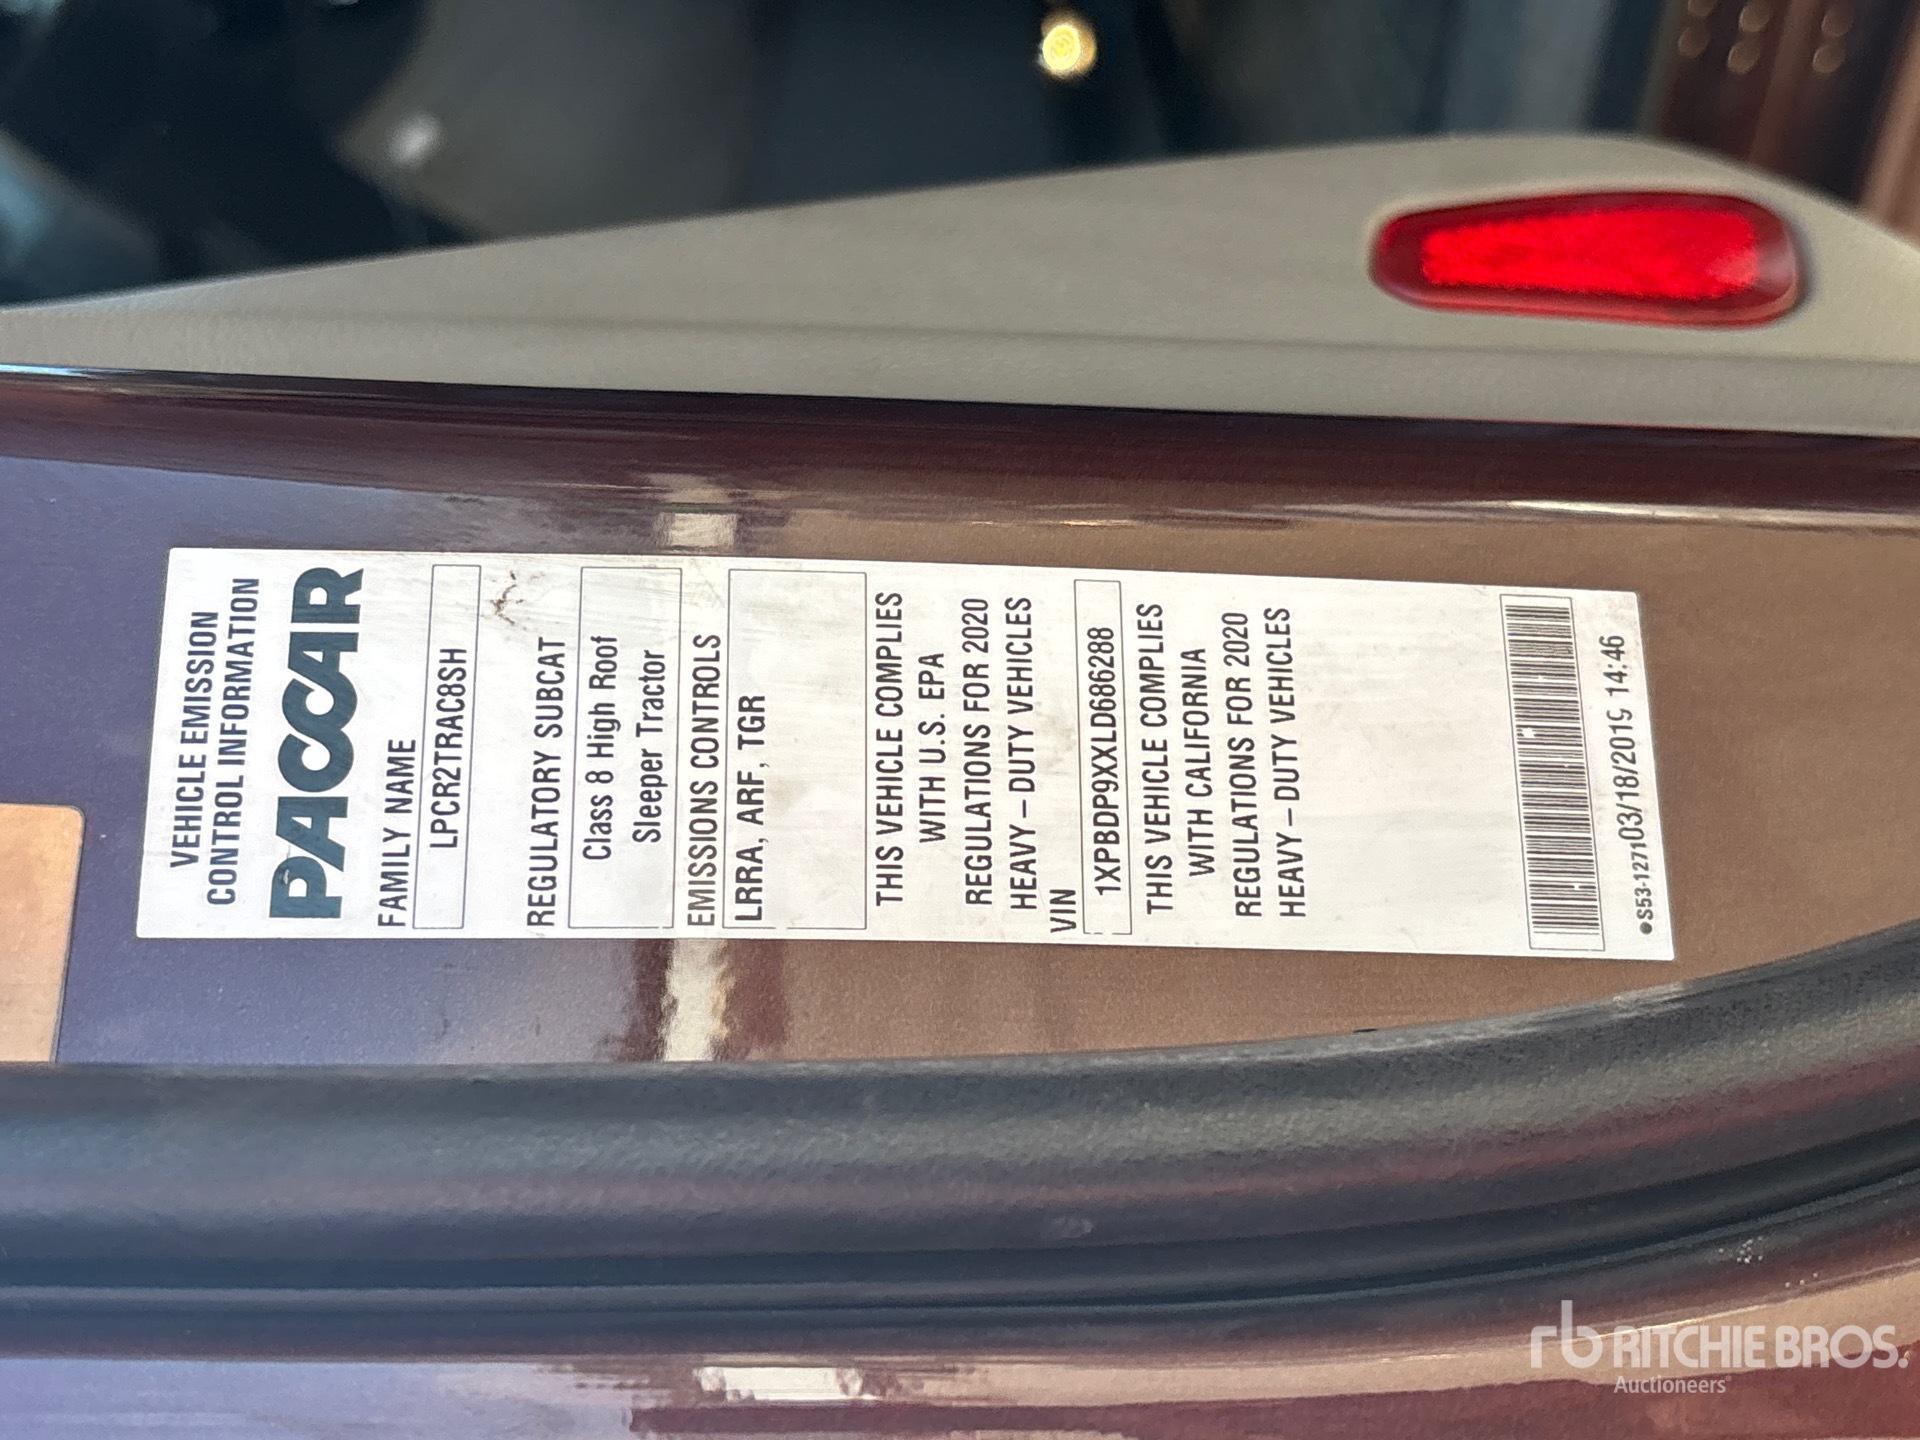 VEHICLE EMISSION
CONTROL INFORMATION
PACCAR
FAMILY NAME
LPCR2TRAC8SH
REGULATORY SUBCAT
Class 8 High Roof
Sleeper Tractor
EMISSIONS CONTROLS
LRRA, ARF, TGR
THIS VEHICLE COMPLIES
WITH U.S. EPA
REGULATIONS FOR 2020
HEAVY-DUTY VEHICLES
VIN
1XPBDP9XXLD686288
THIS VEHICLE COMPLIES
WITH CALIFORNIA
REGULATIONS FOR 2020
HEAVY-DUTY VEHICLES
•S53-127103/18/2019 14:46
rb RITCHIE BROS.
Auctioneers